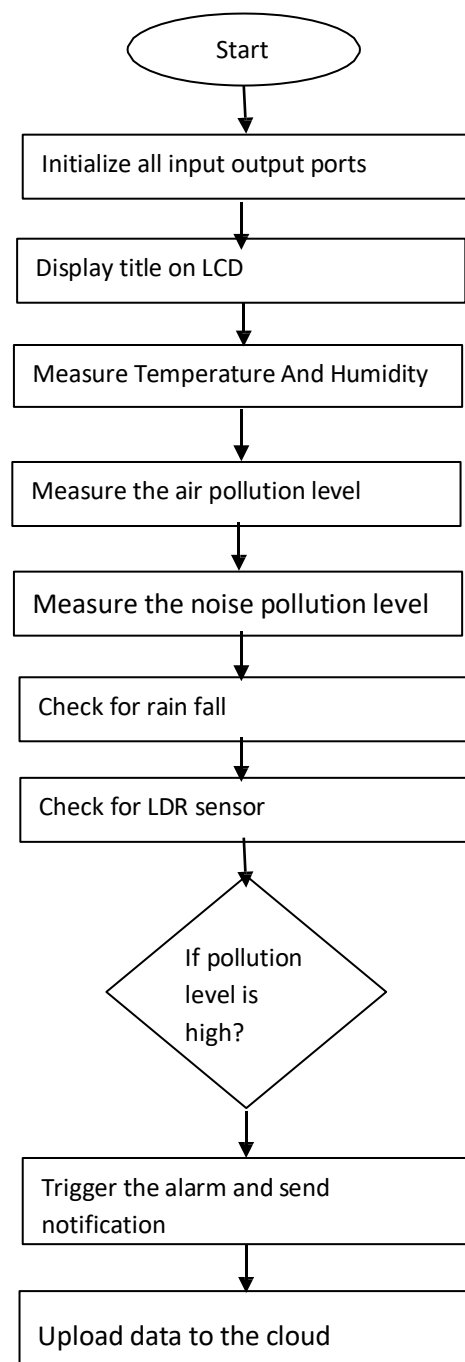 Start
Initialize all input output ports
Display title on LCD
Measure Temperature And Humidity
Measure the air pollution level
Measure the noise pollution level
Check for rain fall
Check for LDR sensor
If pollution
level is
high?
Trigger the alarm and send
notification
Upload data to the cloud